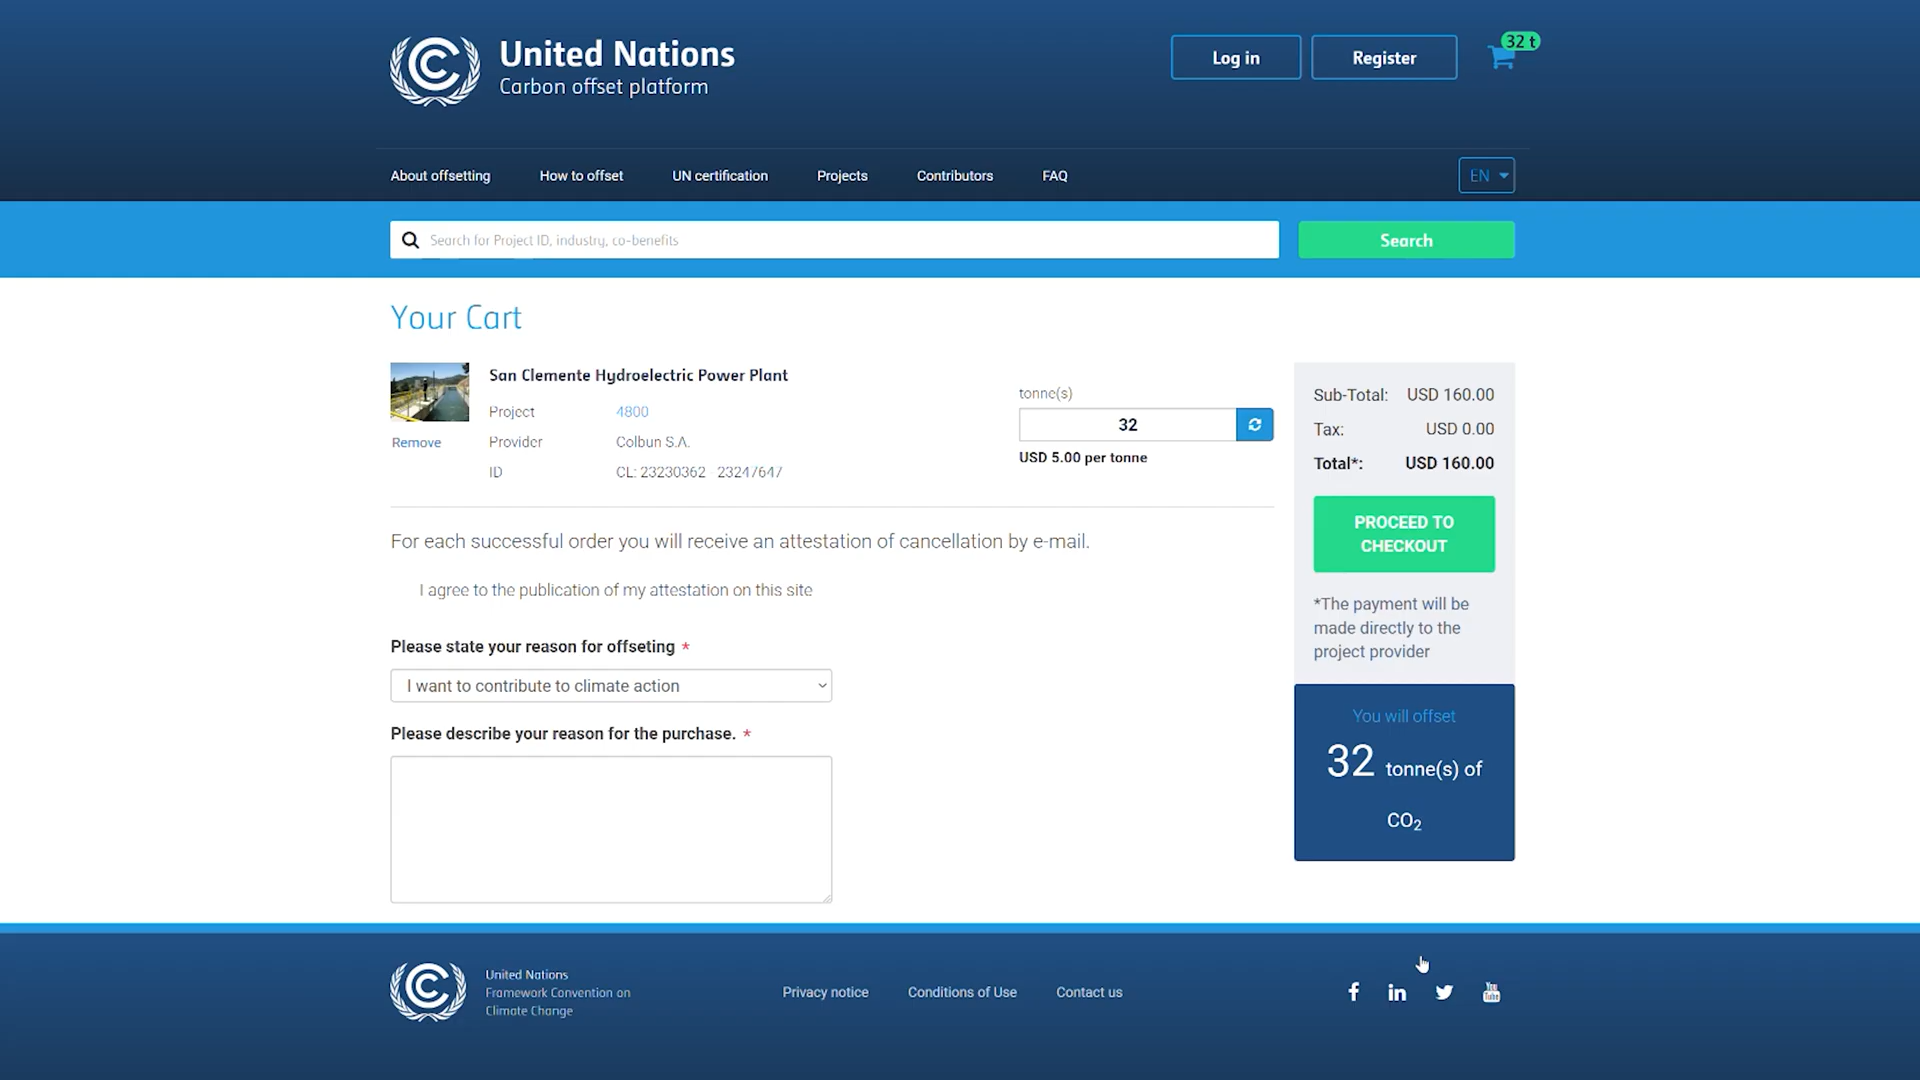 United Nations
Carbon offset platform
Log in
Register
32 t
About offsetting
How to offset
UN certification
Projects
Contributors
FAQ
EN
Search for Project ID, industry, co-benefits
Search
Your Cart
San Clemente Hydroelectric Power Plant
Project 4800
Remove
Provider Colbun S.A.
ID CL: 23230362 23247647
tonne(s)
32
USD 5.00 per tonne
Sub-Total: USD 160.00
Tax: USD 0.00
Total*: USD 160.00
PROCEED TO
CHECKOUT
*The payment will be
made directly to the
project provider
You will offset
32 tonne(s) of
CO₂
For each successful order you will receive an attestation of cancellation by e-mail.
I agree to the publication of my attestation on this site
Please state your reason for offseting *
I want to contribute to climate action
Please describe your reason for the purchase. *
United Nations
Framework Convention on
Climate Change
Privacy notice
Conditions of Use
Contact us
f
in
You
Tube